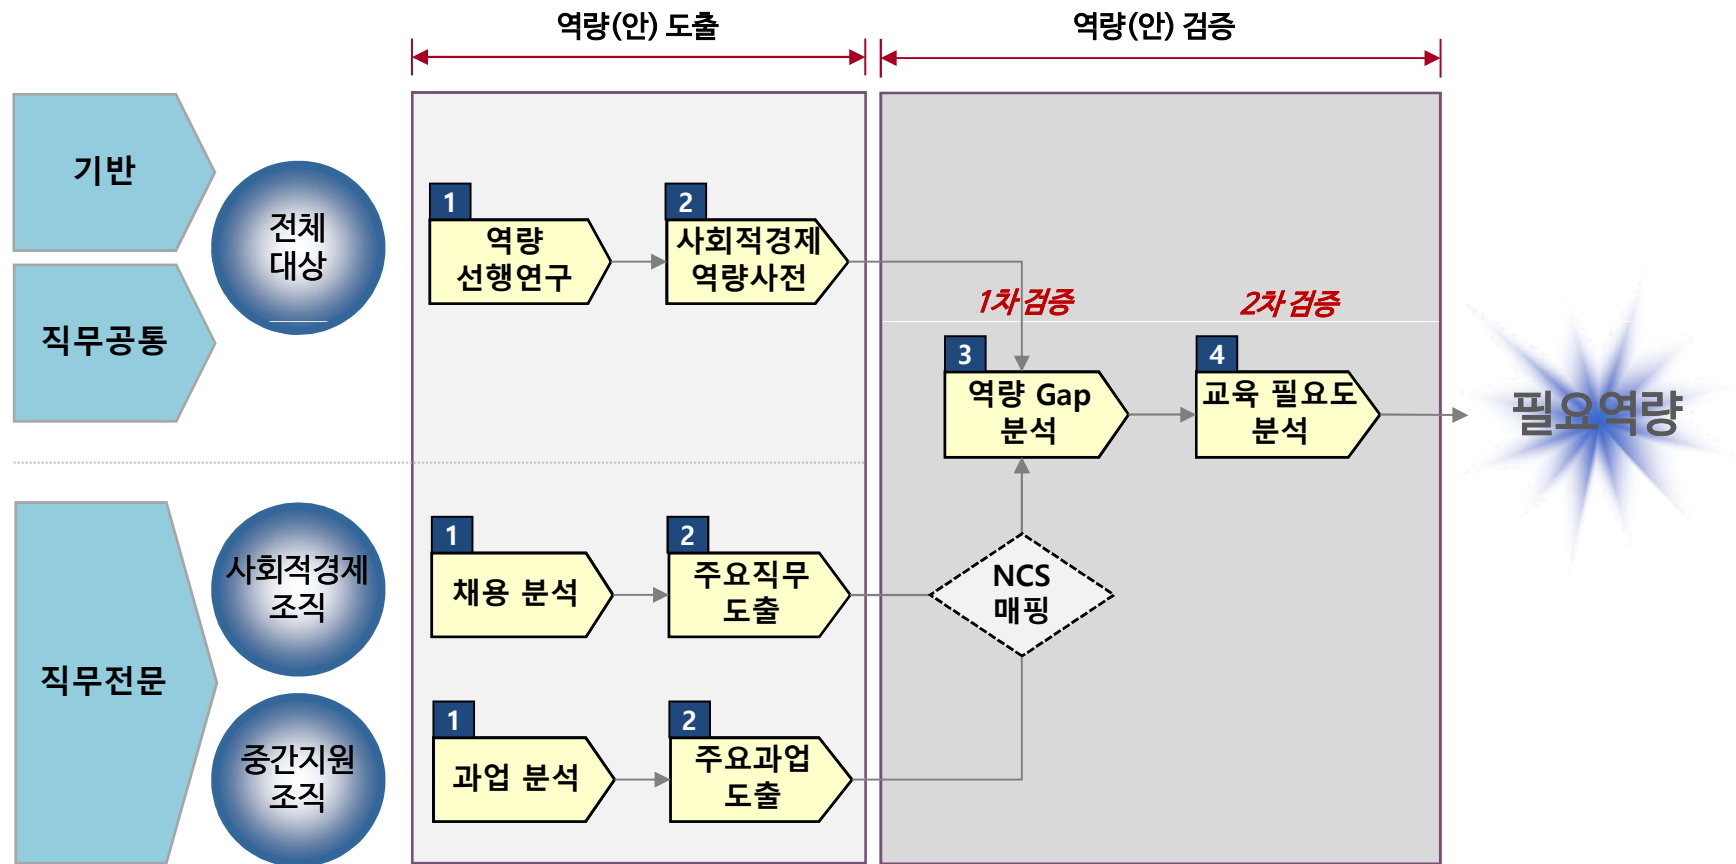 역량(안) 도출
역량(안) 검증
기반
직무공통
전체
대상
1
역량
선행연구
2
사회적경제
역량사전
1차 검증
2차 검증
3
역량 Gap
분석
4
교육 필요도
분석
필요역량
직무전문
사회적경제
조직
1
채용 분석
2
주요직무
도출
NCS
매핑
중간지원
조직
1
과업 분석
2
주요과업
도출